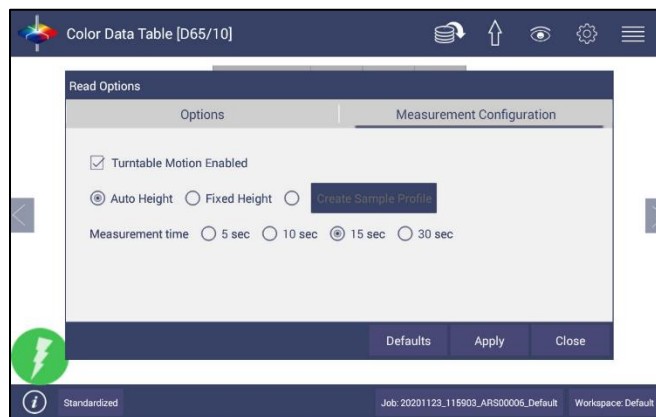 Color Data Table [D65/10]
Read Options
Options Measurement Configuration
Turntable Motion Enabled
Auto Height Fixed Height Create Sample Profile
Measurement time 5 sec 10 sec 15 sec 30 sec
Defaults Apply Close
Standardized Job: 20201123_115903_ARS00006_Default Workspace: Default